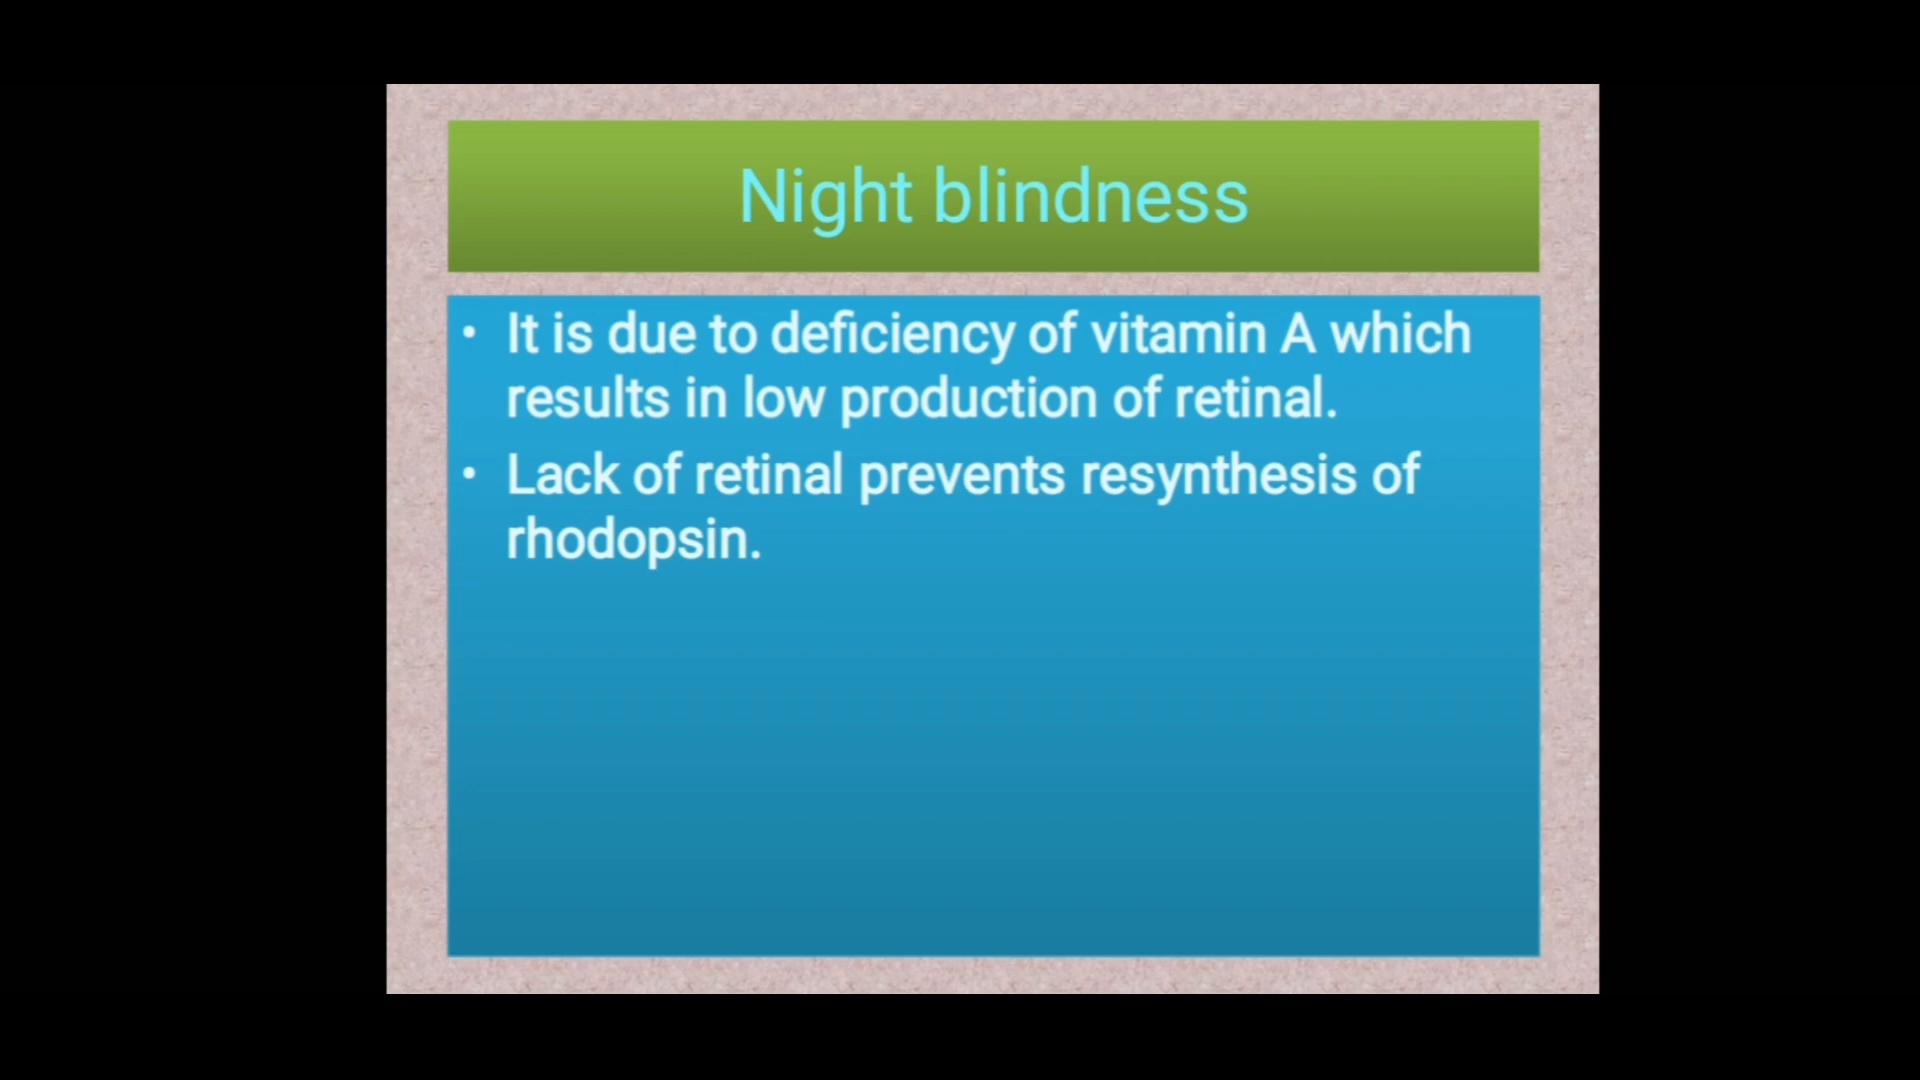 Night blindness
• It is due to deficiency of vitamin A which
results in low production of retinal.
• Lack of retinal prevents resynthesis of
rhodopsin.